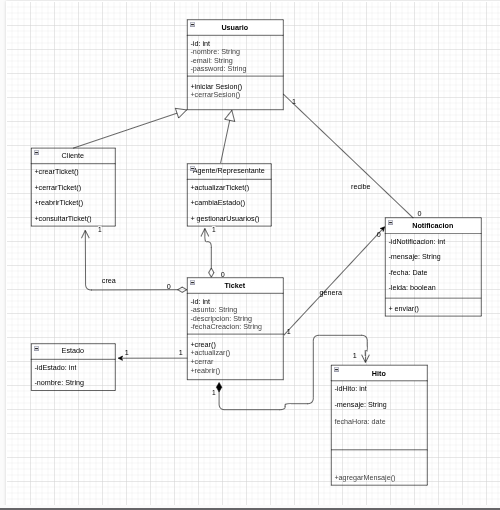 Usuario
-id: int
-nombre: String
-email: String
-password: String
+iniciar Sesion()
+cerrarSesion()
1
Cliente
+crearTicket()
+cerrarTicket()
+reabrirTicket()
+consultarTicket()
1
Agente/Representante
+actualizarTicket()
+cambiaEstado()
+ gestionarUsuarios()
1
recibe
0
Notificacion
-idNotificacion: int
-mensaje: String
-fecha: Date
-leida: boolean
+ enviar()
0
crea
0
0
Ticket
-id: int
-asunto: String
-descripcion: String
-fechaCreacion: String
+crear()
+actualizar()
+cerrar
+reabrir()
genera
1
Estado
-idEstado: int
-nombre: String
1
1
1
1
Hito
-idHito: int
-mensaje: String
fechaHora: date
+agregarMensaje()